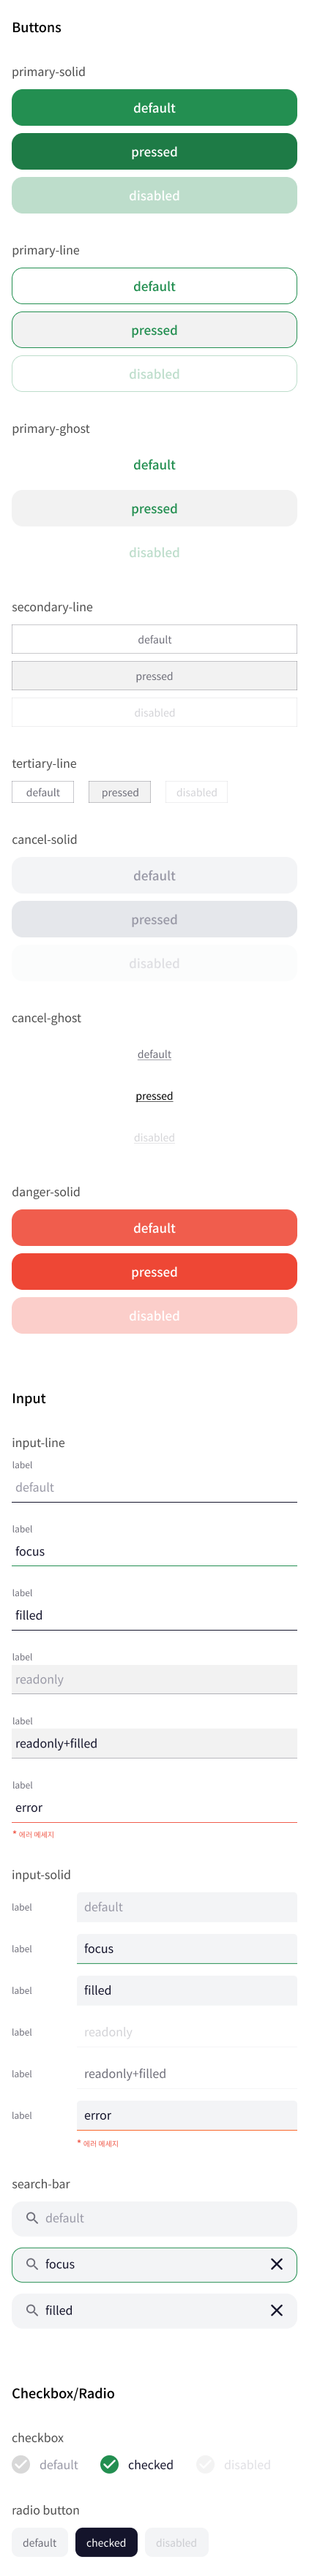 Buttons
primary-solid
default
pressed
disabled
primary-line
default
pressed
disabled
primary-ghost
default
pressed
disabled
secondary-line
default
pressed
disabled
tertiary-line
default pressed disabled
cancel-solid
default
pressed
disabled
cancel-ghost
default
pressed
disabled
danger-solid
default
pressed
disabled
Input
input-line
label
default
label
focus
label
filled
label
readonly
label
readonly+filled
label
error
* 에러 메세지
input-solid
label default
label focus
label filled
label readonly
label readonly+filled
label error
* 에러 메세지
search-bar
default
focus
filled
Checkbox/Radio
checkbox
default checked disabled
radio button
default checked disabled